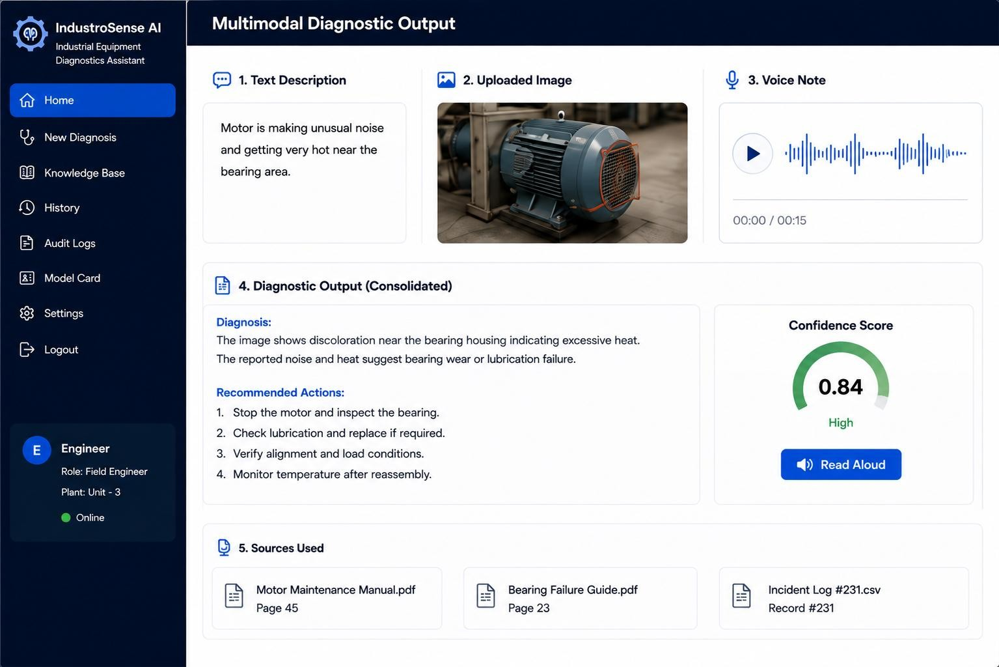 IndustroSense AI
Industrial Equipment
Diagnostics Assistant
Home
New Diagnosis
Knowledge Base
History
Audit Logs
Model Card
Settings
Logout
E
Engineer
Role: Field Engineer
Plant: Unit - 3
Online
Multimodal Diagnostic Output
1. Text Description
Motor is making unusual noise
and getting very hot near the
bearing area.
2. Uploaded Image
3. Voice Note
00:00 / 00:15
4. Diagnostic Output (Consolidated)
Diagnosis:
The image shows discoloration near the bearing housing indicating excessive heat.
The reported noise and heat suggest bearing wear or lubrication failure.
Recommended Actions:
1. Stop the motor and inspect the bearing.
2. Check lubrication and replace if required.
3. Verify alignment and load conditions.
4. Monitor temperature after reassembly.
Confidence Score
0.84
High
Read Aloud
5. Sources Used
Motor Maintenance Manual.pdf
Page 45
Bearing Failure Guide.pdf
Page 23
Incident Log #231.csv
Record #231